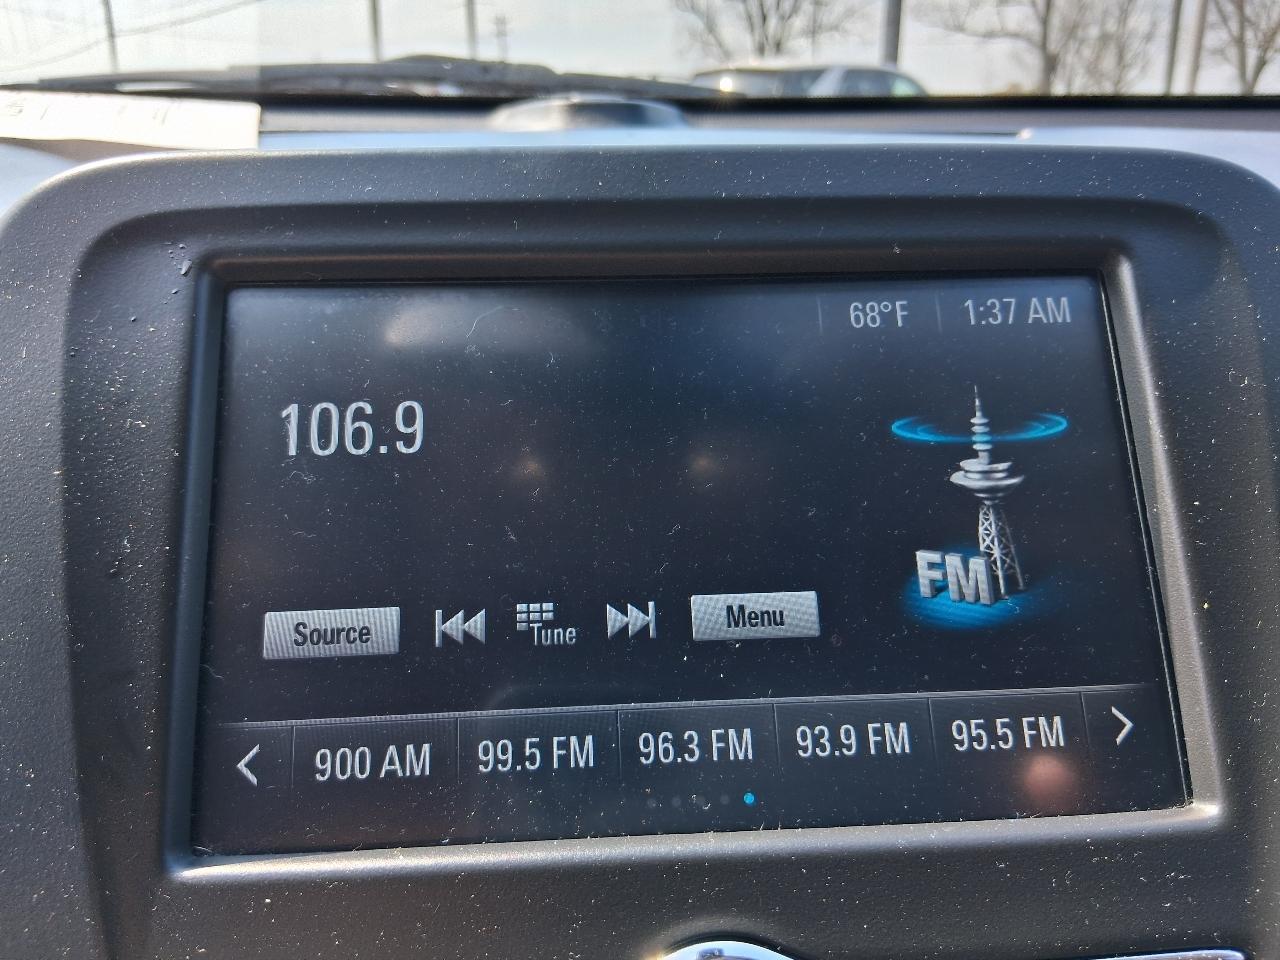 68°F 1:37 AM
106.9
FM
Source Tune Menu
900 AM 99.5 FM 96.3 FM 93.9 FM 95.5 FM